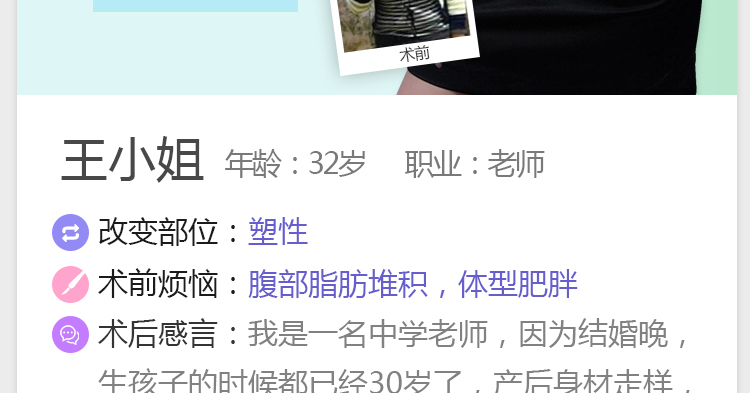 术前
王小姐 年龄：32岁 职业：老师
改变部位：塑性
术前烦恼：腹部脂肪堆积，体型肥胖
术后感言：我是一名中学老师，因为结婚晚，
生孩子的时候都已经30岁了，产后身材走样，